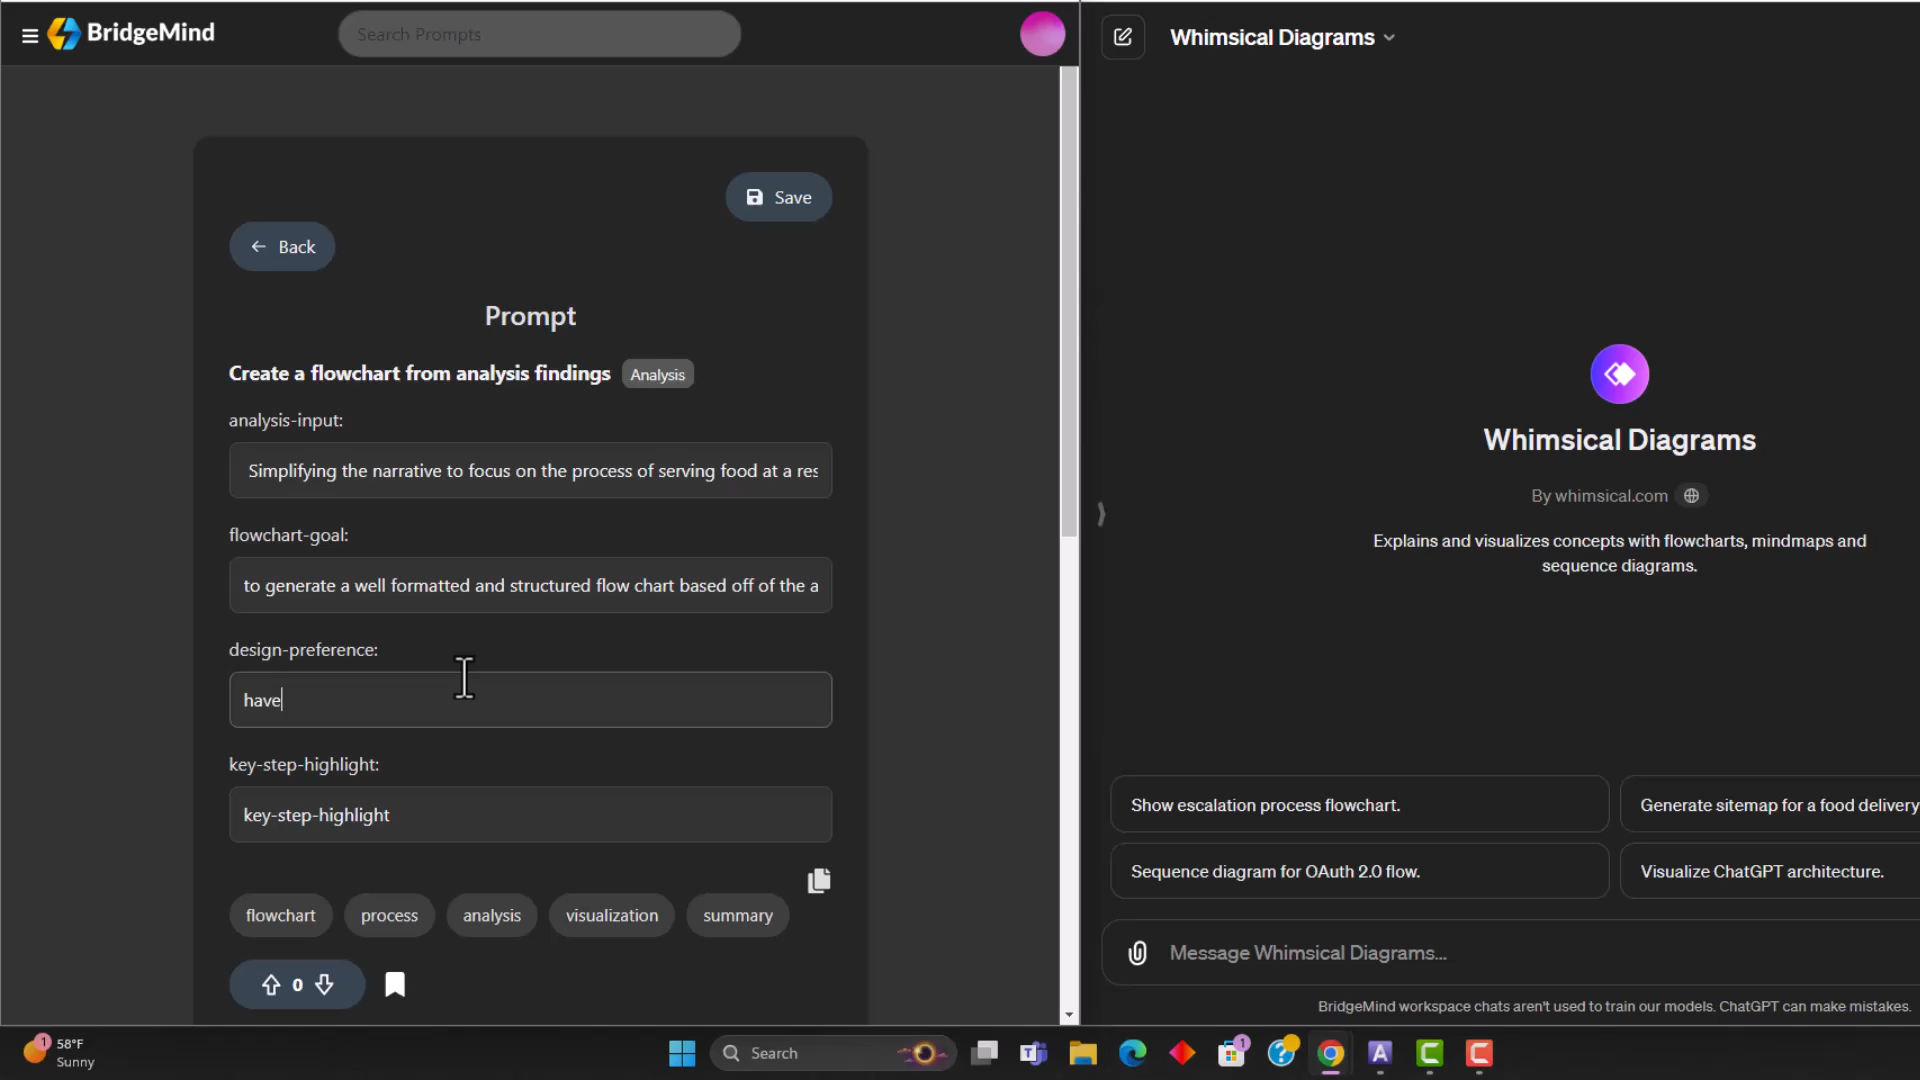 BridgeMind
Search Prompts
Save
Back
Prompt
Create a flowchart from analysis findings
Analysis
analysis-input:
Simplifying the narrative to focus on the process of serving food at a res
flowchart-goal:
to generate a well formatted and structured flow chart based off of the a
design-preference:
have
key-step-highlight:
key-step-highlight
flowchart
process
analysis
visualization
summary
0
Whimsical Diagrams
Whimsical Diagrams
By whimsical.com
Explains and visualizes concepts with flowcharts, mindmaps and
sequence diagrams.
Show escalation process flowchart.
Generate sitemap for a food delivery
Sequence diagram for OAuth 2.0 flow.
Visualize ChatGPT architecture.
Message Whimsical Diagrams...
BridgeMind workspace chats aren't used to train our models. ChatGPT can make mistakes.
1
58°F
Sunny
Search
T
1
?
A
C
C